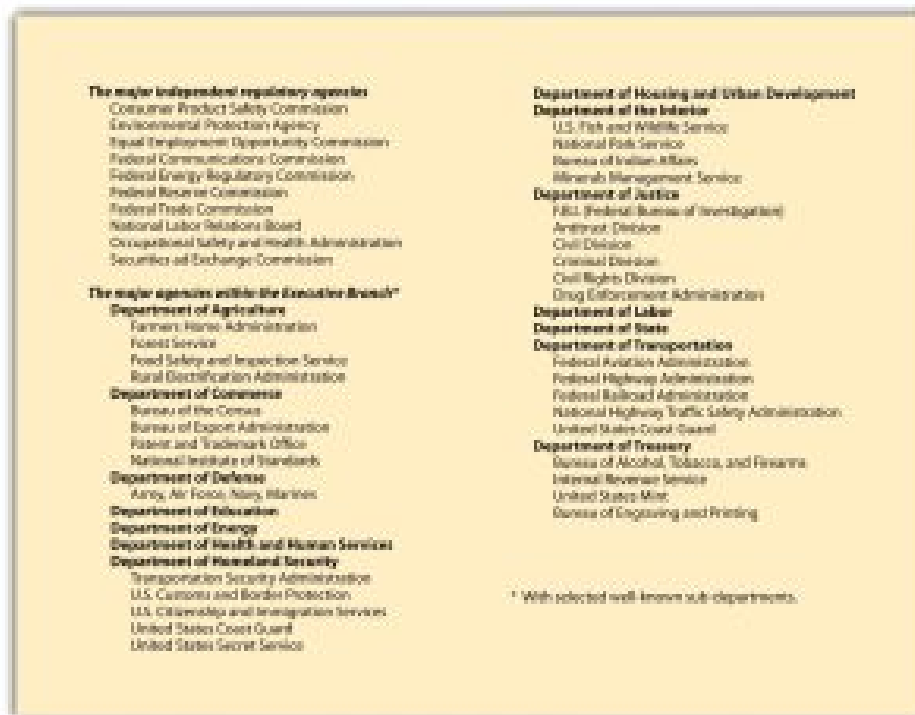 The major independent regulatory agencies
Consumer Product Safety Commission
Environmental Protection Agency
Equal Employment Opportunity Commission
Federal Communications Commission
Federal Energy Regulatory Commission
Federal Reserve Commission
Federal Trade Commission
National Labor Relations Board
Occupational Safety and Health Administration
Securities ad Exchange Commission
The major agencies within the Executive Branch*
Department of Agriculture
Farmers Home Administration
Forest Service
Food Safety and Inspection Service
Rural Electrification Administration
Department of Commerce
Bureau of the Census
Bureau of Export Administration
Patent and Trademark Office
National Institute of Standards
Department of Defense
Army, Air Force, Navy, Marines
Department of Education
Department of Energy
Department of Health and Human Services
Department of Homeland Security
Transportation Security Administration
U.S. Customs and Border Protection
U.S. Citizenship and Immigration Services
United States Coast Guard
United States Secret Service
Department of Housing and Urban Development
Department of the Interior
U.S. Fish and Wildlife Service
National Park Service
Bureau of Indian Affairs
Minerals Management Service
Department of Justice
F.B.I. (Federal Bureau of Investigation)
Antitrust Division
Civil Division
Criminal Division
Civil Rights Division
Drug Enforcement Administration
Department of Labor
Department of State
Department of Transportation
Federal Aviation Administration
Federal Highway Administration
Federal Railroad Administration
National Highway Traffic Safety Administration
United States Coast Guard
Department of Treasury
Bureau of Alcohol, Tobacco, and Firearms
Internal Revenue Service
United States Mint
Bureau of Engraving and Printing
* With selected well-known sub-departments.